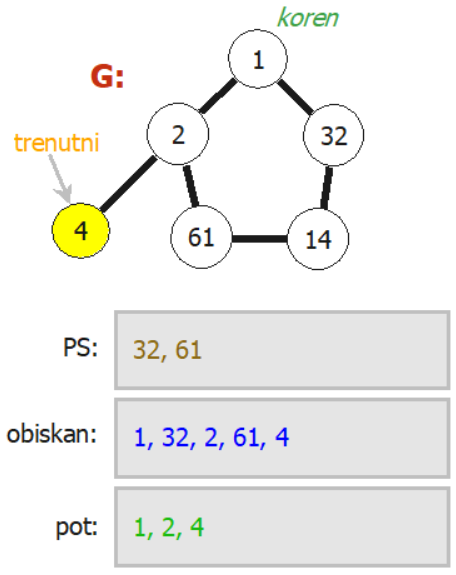 koren
1
G:
2
32
trenutni
4
61
14
PS: 32, 61
obiskan: 1, 32, 2, 61, 4
pot: 1, 2, 4